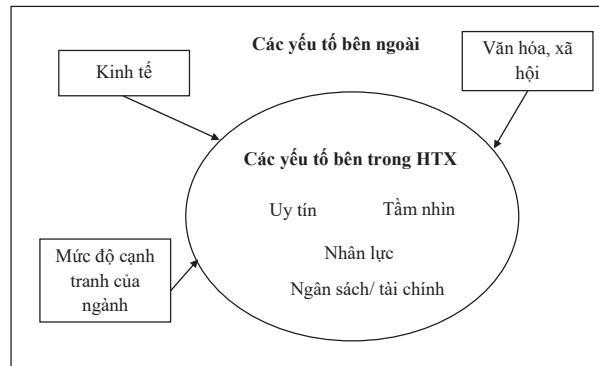 Các yếu tố bên ngoài
Kinh tế
Văn hóa, xã
hội
Các yếu tố bên trong HTX
Uy tín
Tầm nhìn
Nhân lực
Ngân sách/ tài chính
Mức độ cạnh
tranh của
ngành